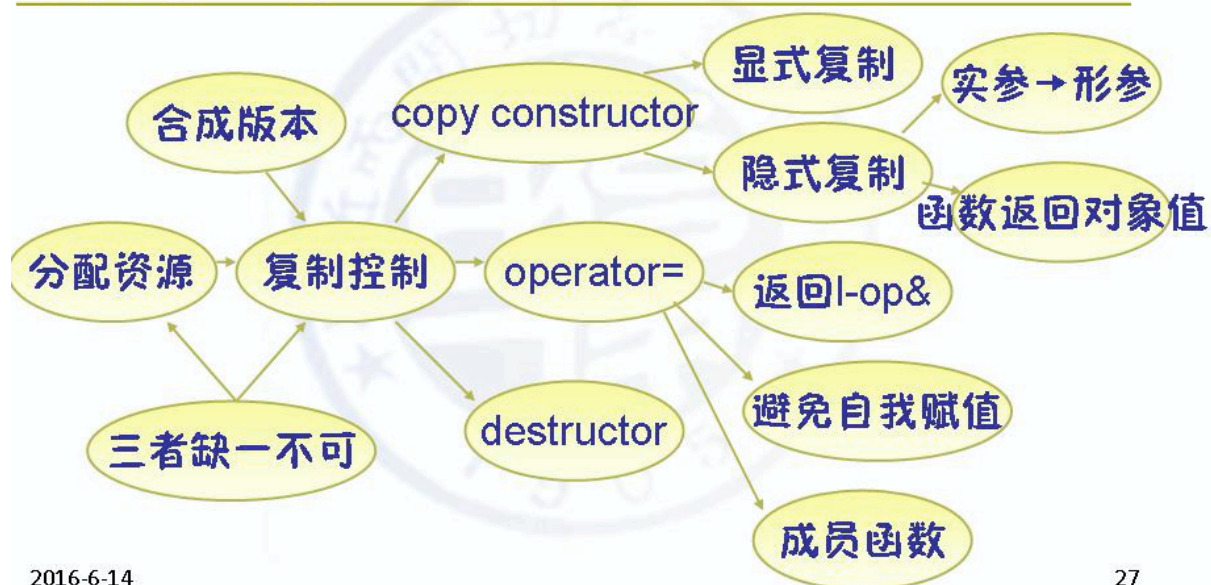 显式复制
实参→形参
合成版本
copy constructor
隐式复制
函数返回对象值
分配资源
复制控制
operator=
返回l-op&
避免自我赋值
三者缺一不可
destructor
成员函数
2016-6-14
27